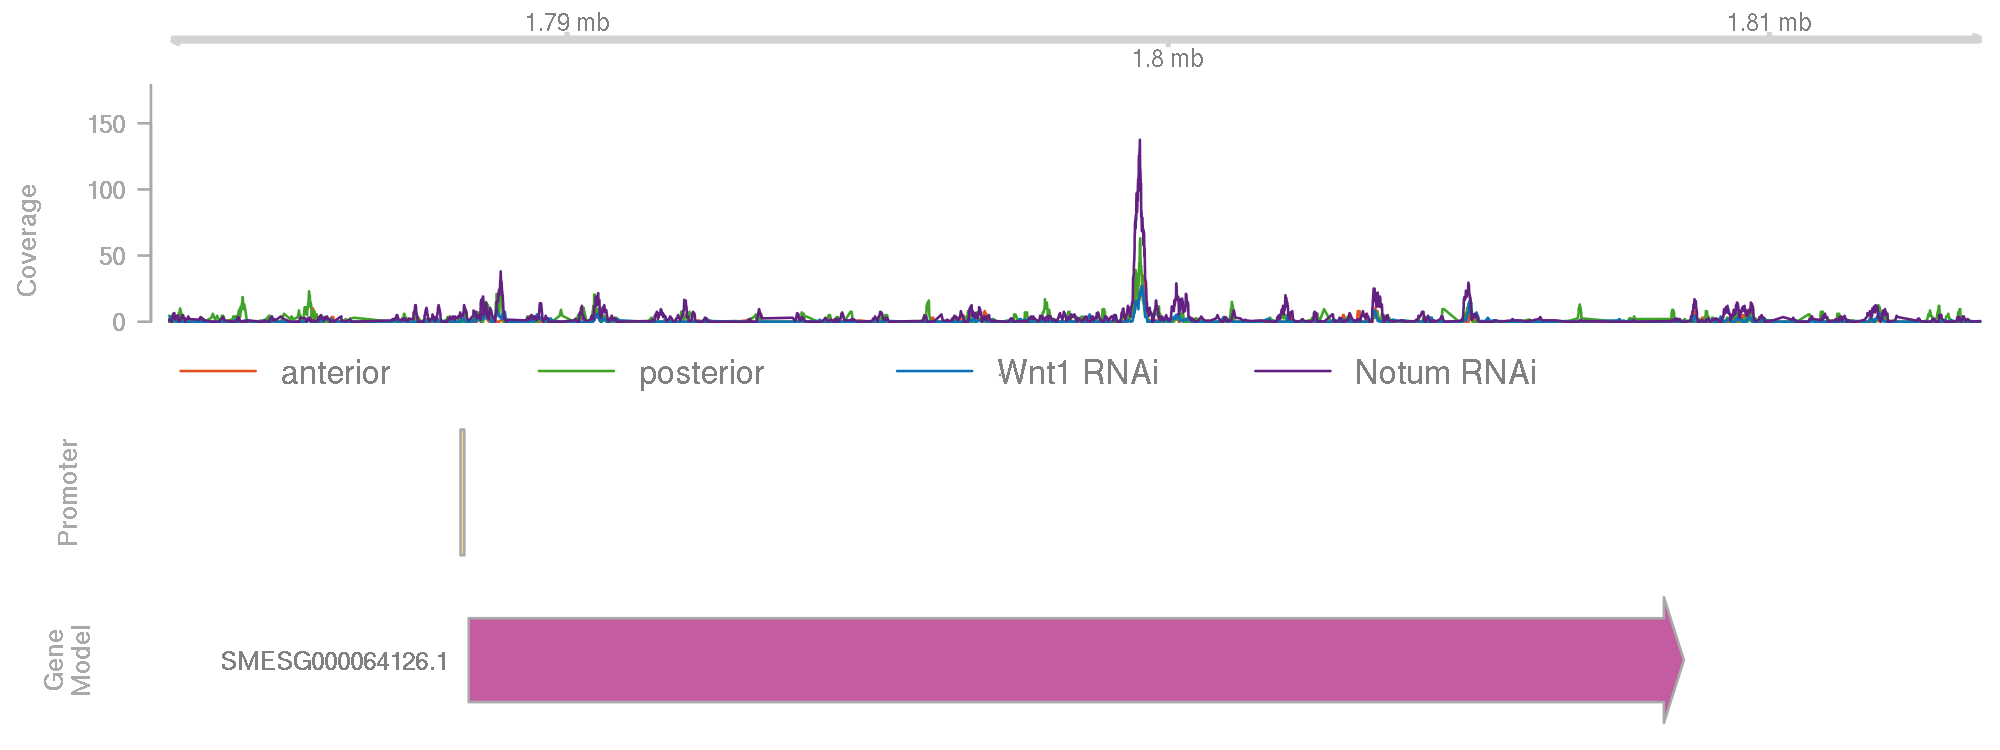 1.79 mb
1.81 mb
1.8 mb
Coverage
150
100
50
0
anterior posterior Wnt1 RNAi Notum RNAi
Promoter
Gene
Model
SMESG000064126.1